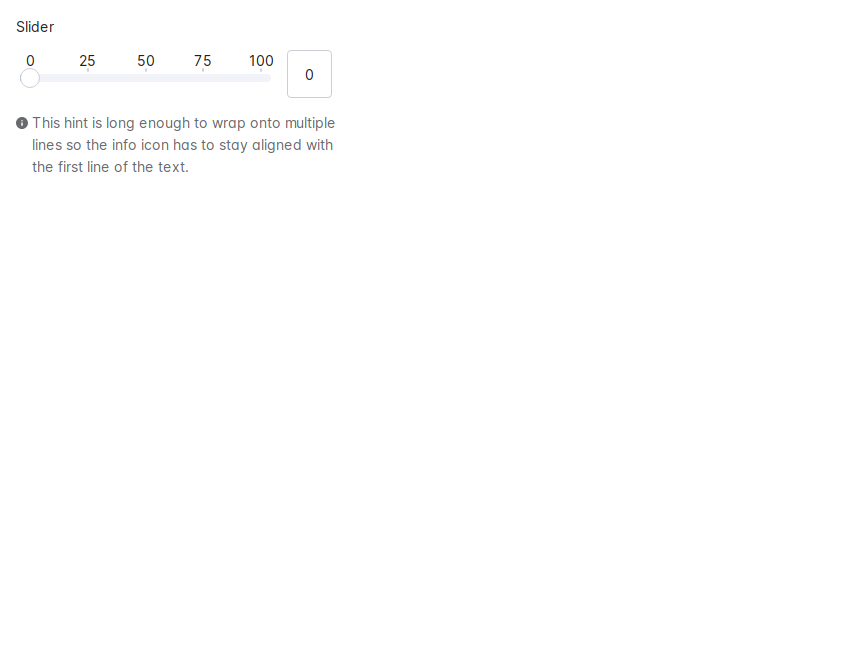 Slider
0 25 50 75 100
0
This hint is long enough to wrap onto multiple
lines so the info icon has to stay aligned with
the first line of the text.